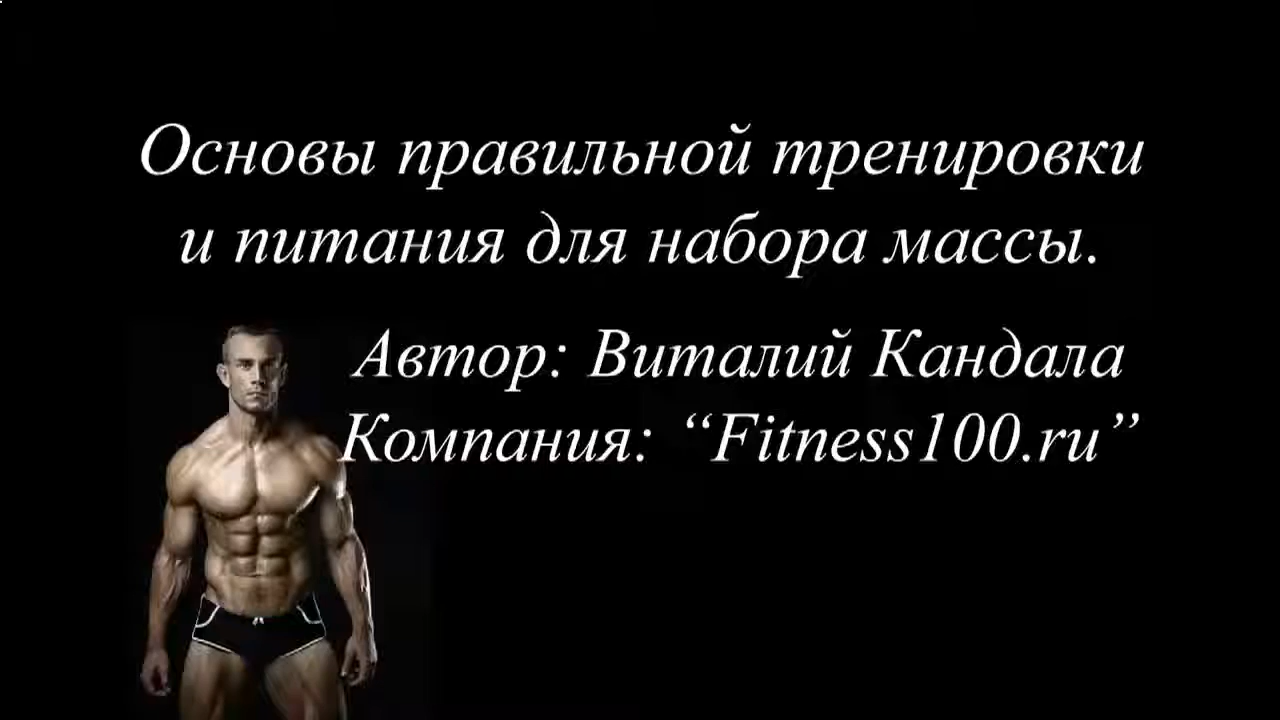 Основы правильной тренировки
и питания для набора массы.
Автор: Виталий Кандала
Компания: “Fitness100.ru”